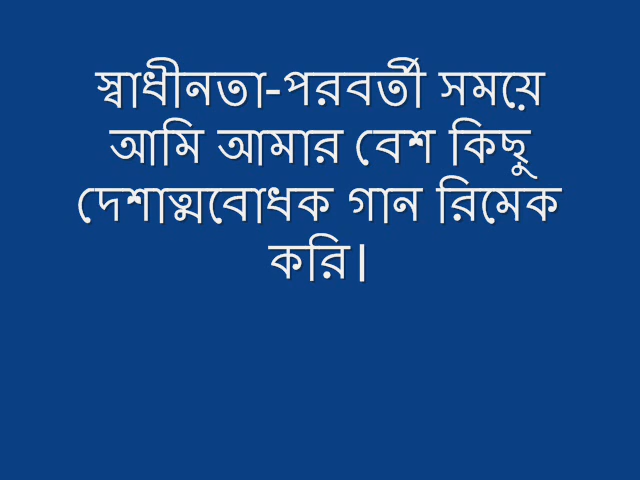 স্বাধীনতা-পরবর্তী সময়ে
আমি আমার বেশ কিছু
দেশাত্মবোধক গান রিমেক
করি।